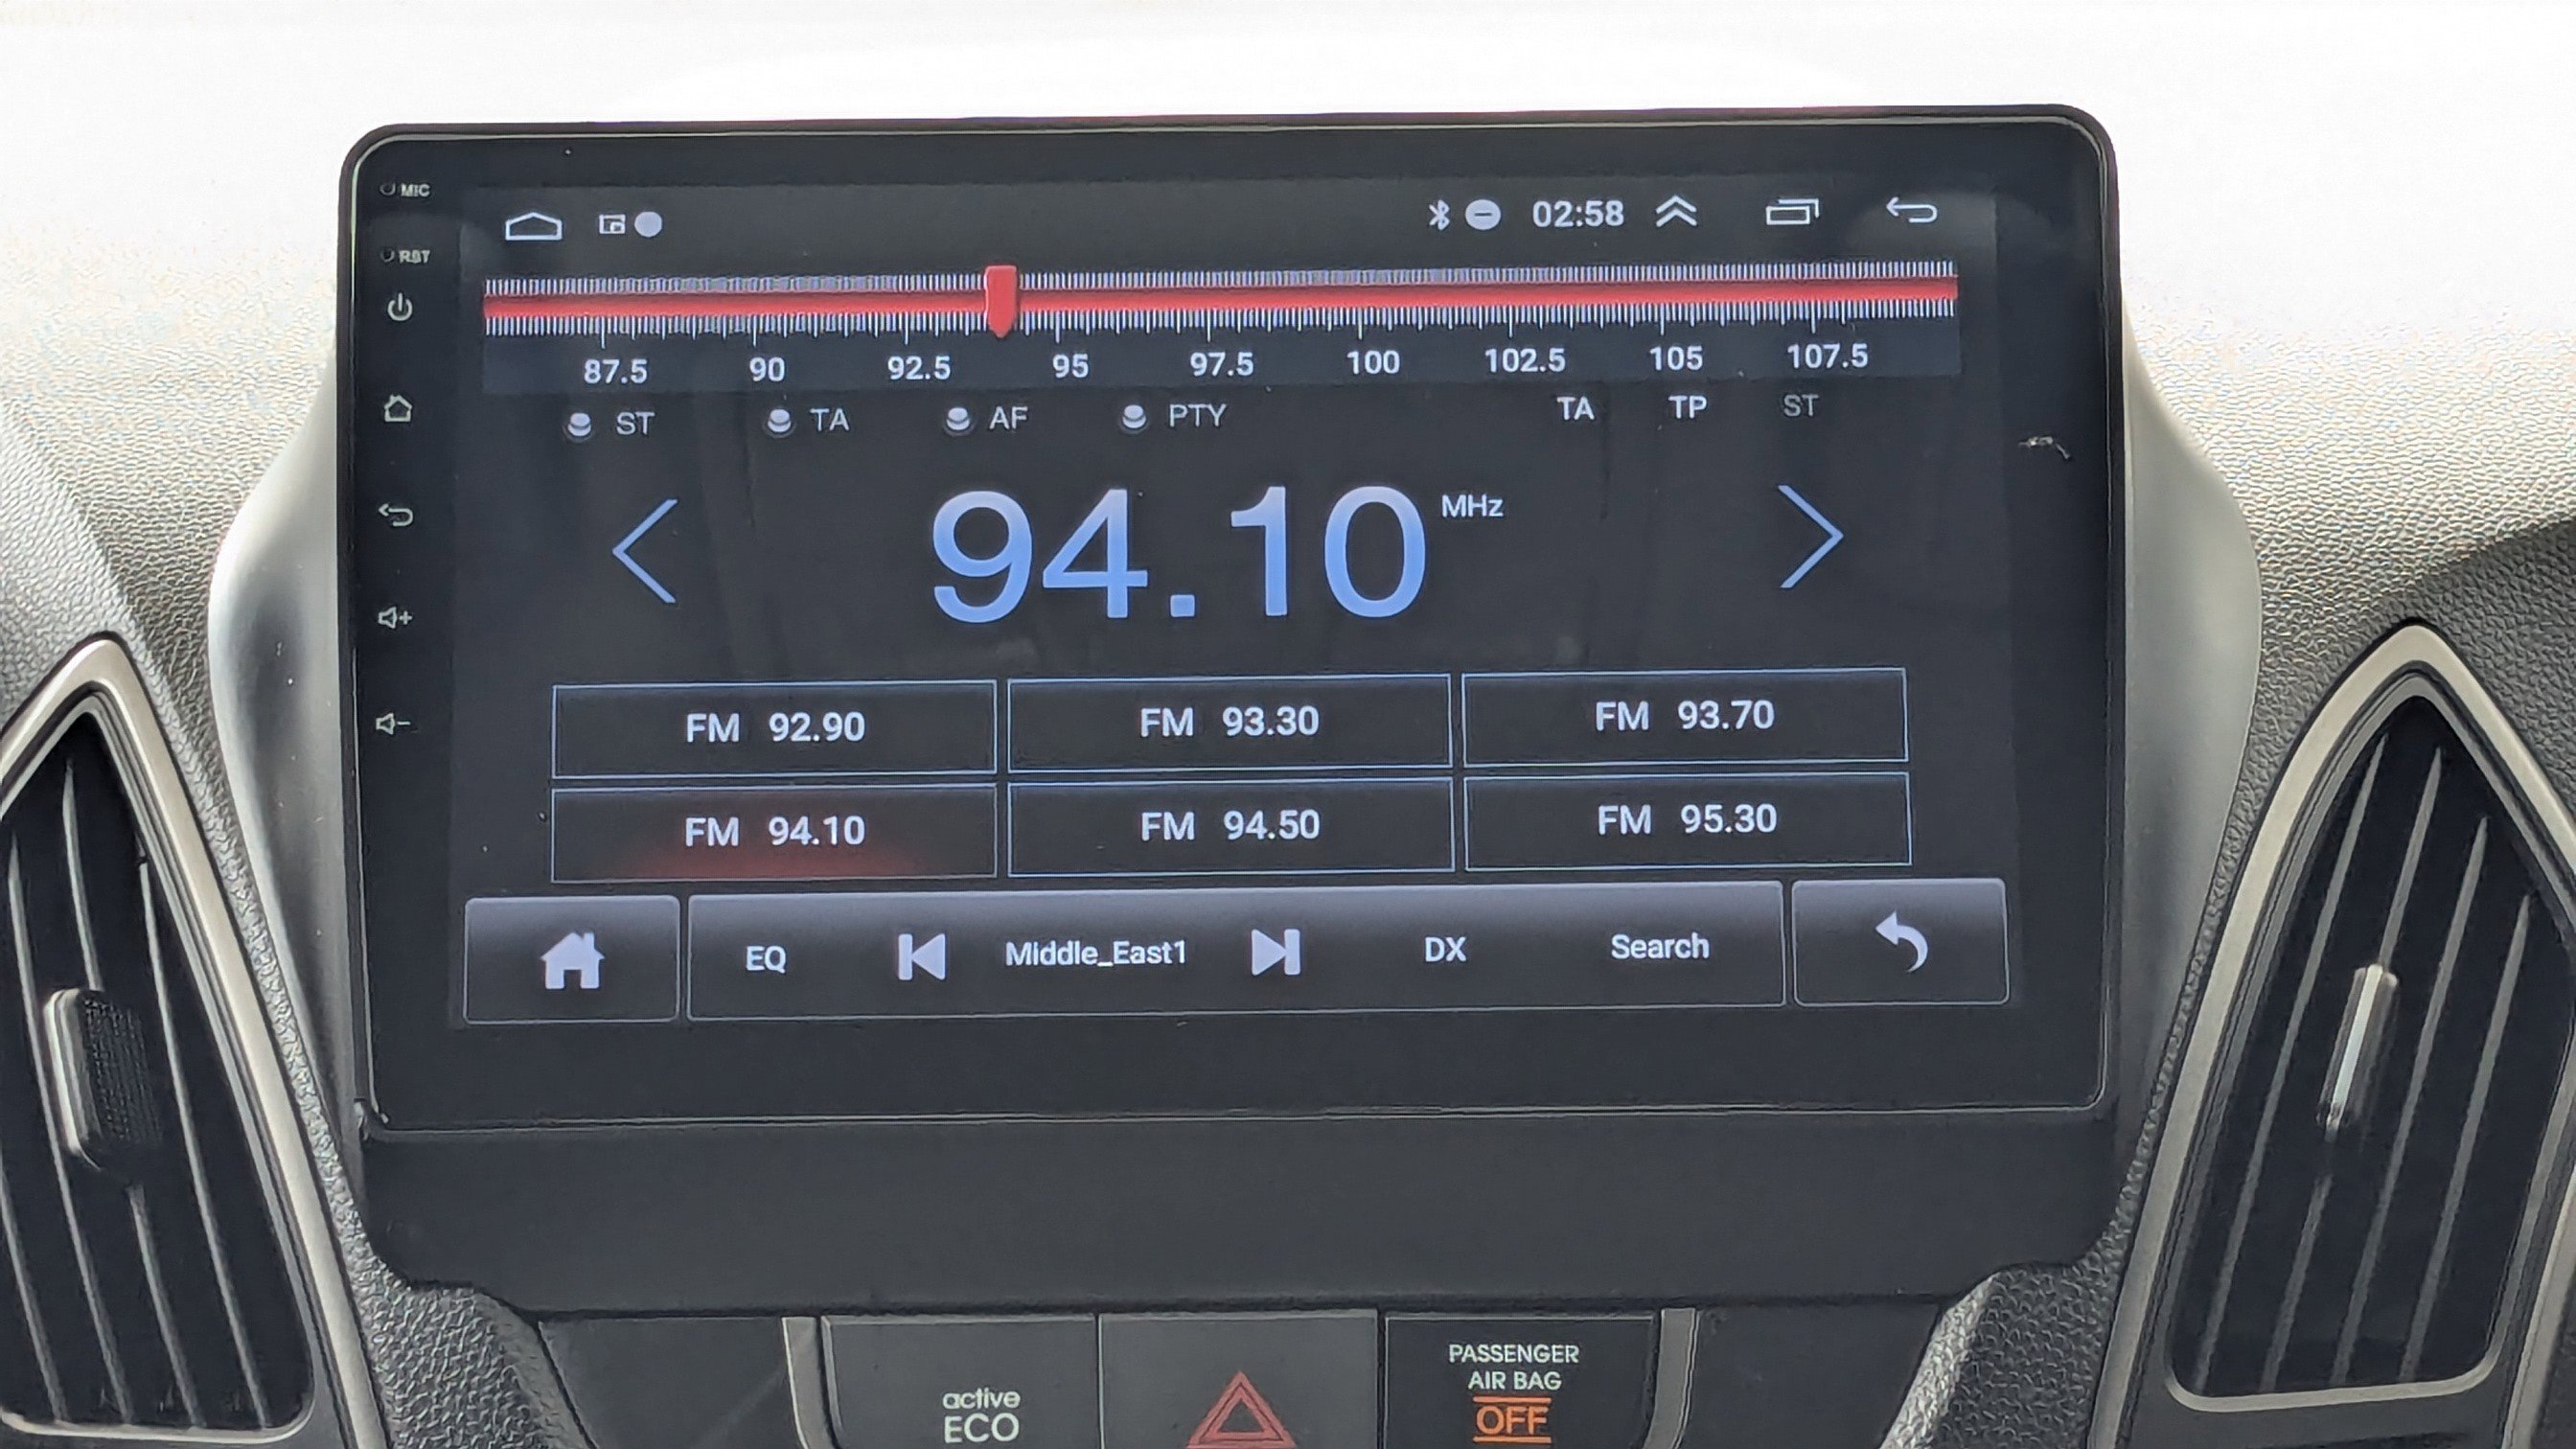 MIC
RST
02:58
87.5 90 92.5 95 97.5 100 102.5 105 107.5
ST TA AF PTY TA TP ST
94.10 MHz
FM 92.90 FM 93.30 FM 93.70
FM 94.10 FM 94.50 FM 95.30
EQ Middle_East1 DX Search
active
ECO
PASSENGER
AIR BAG
OFF